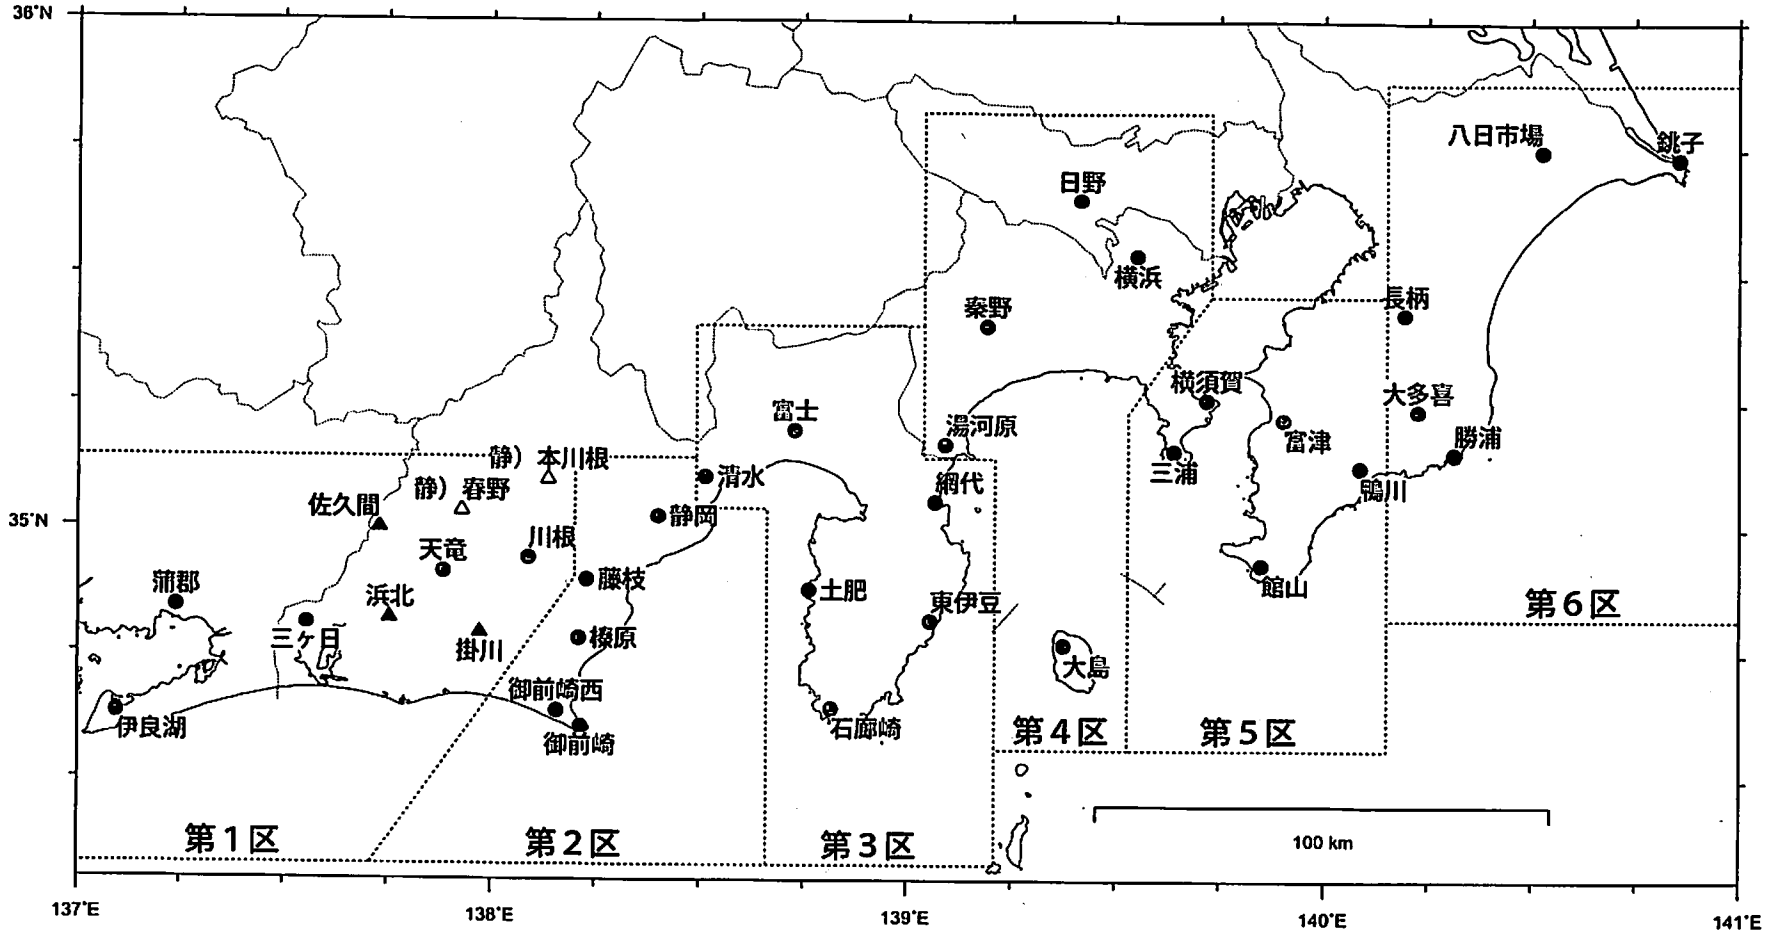 36°N
八日市場
銚子
日野
横浜
秦野
長柄
横須賀
大多喜
富士
湯河原
富津
勝浦
静）本川根
清水
三浦
網代
鴨川
静）春野
佐久間
静岡
35°N
川根
天竜
藤枝
蒲郡
浜北
土肥
東伊豆
館山
第6区
三ヶ日
掛川
榛原
大島
御前崎西
伊良湖
御前崎
石廊崎
第4区
第5区
第1区
第2区
第3区
100 km
137°E
138°E
139°E
140°E
141°E